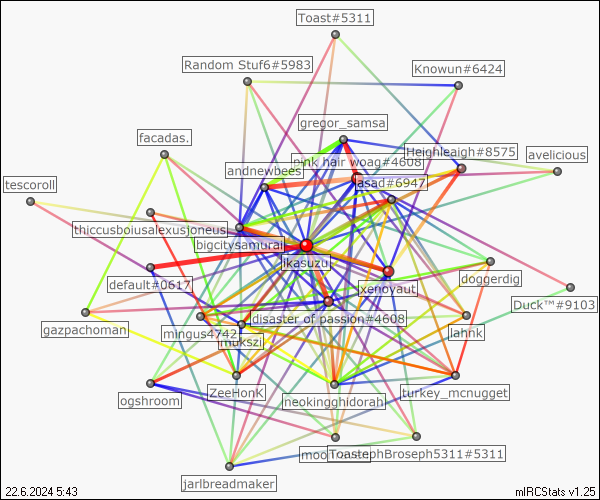 Toast#5311
Random Stuf6#5983
Knowun#6424
gregor_samsa
facadas.
pink hair woag#4608
Heighleaigh#8575
avelicious
andnewbees
asad#6947
tescoroll
thiccusboiusalexusjoneus
bigcitysamurai
ikasuzu
default#0617
xenoyaut
doggerdig
Duck™#9103
gazpachoman
disaster of passion#4608
mingus4742
lahnk
ogshroom
ZeeHonK
neokingghidorah
turkey_mcnugget
ToastephBroseph5311#5311
jarlbreadmaker
22.6.2024 5:43
mIRCStats v1.25